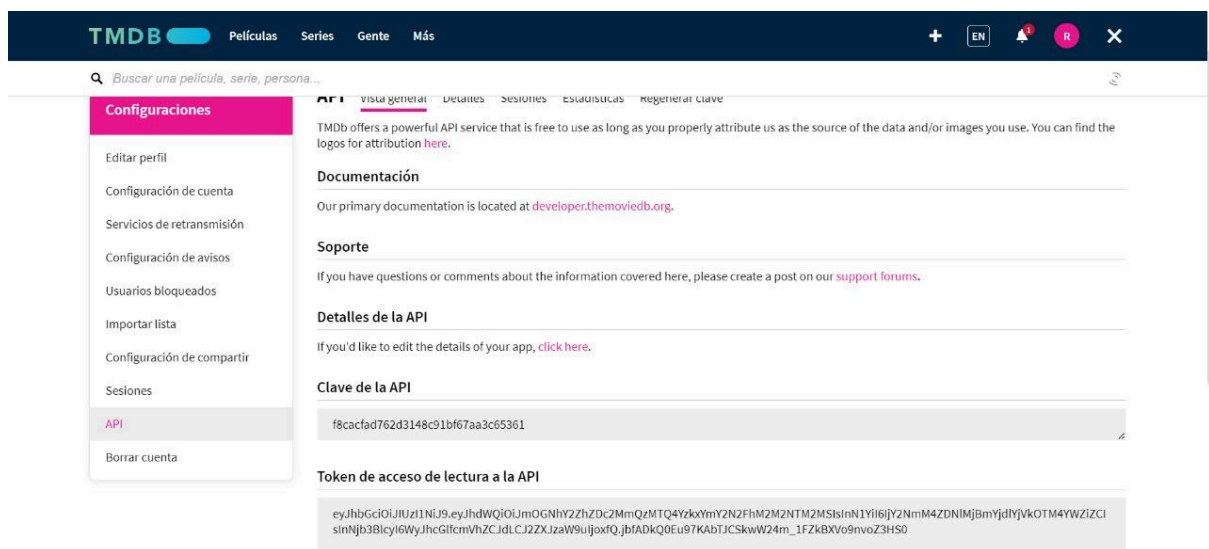 TMDB Películas Series Gente Más + EN 1 R X
Buscar una película, serie, persona...
Configuraciones
Editar perfil
Configuración de cuenta
Servicios de retransmisión
Configuración de avisos
Usuarios bloqueados
Importar lista
Configuración de compartir
Sesiones
API
Borrar cuenta
API Vista general Detalles Sesiones Estadísticas Regenerar clave
TMDb offers a powerful API service that is free to use as long as you properly attribute us as the source of the data and/or images you use. You can find the
logos for attribution here.
Documentación
Our primary documentation is located at developer.themoviedb.org.
Soporte
If you have questions or comments about the information covered here, please create a post on our support forums.
Detalles de la API
If you'd like to edit the details of your app, click here.
Clave de la API
f8cacfad762d3148c91bf67aa3c65361
Token de acceso de lectura a la API